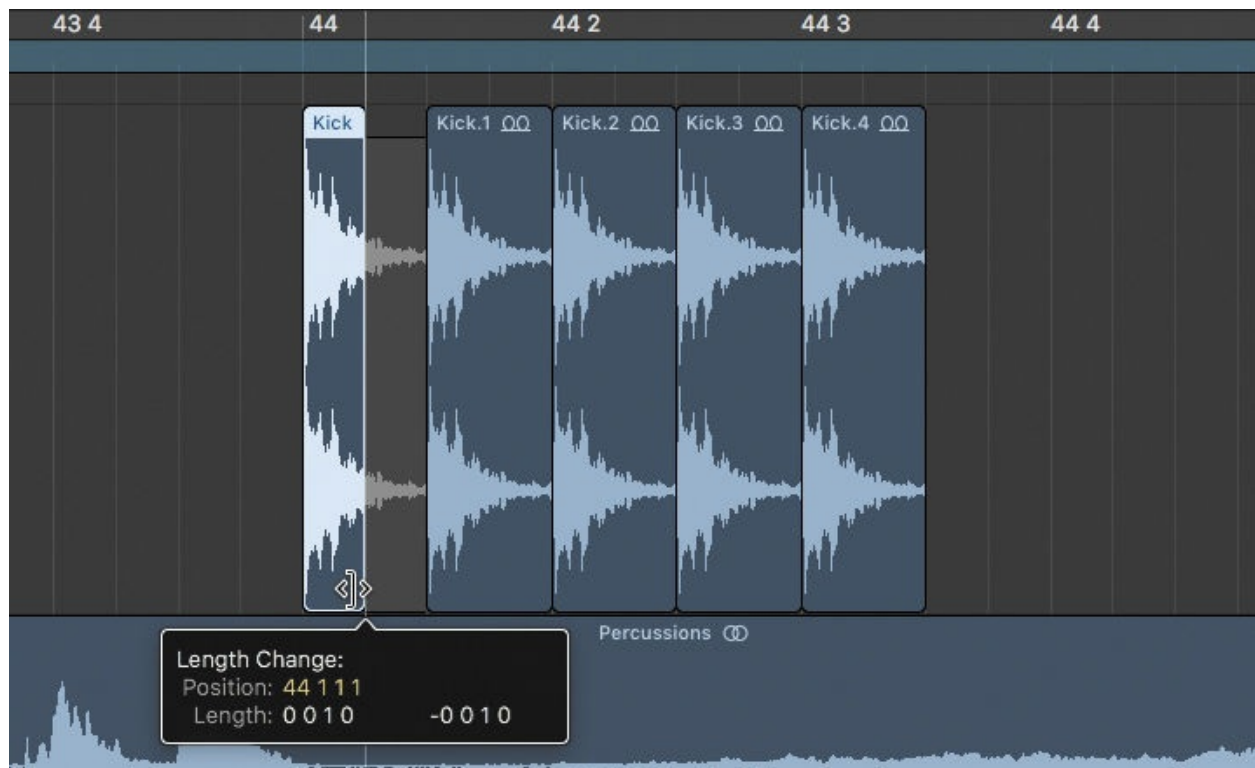 43 4 44 44 2 44 3 44 4
Kick Kick.1 Kick.2 Kick.3 Kick.4
Percussions
Length Change:
Position: 44 1 1 1
Length: 0 0 1 0 -0 0 1 0